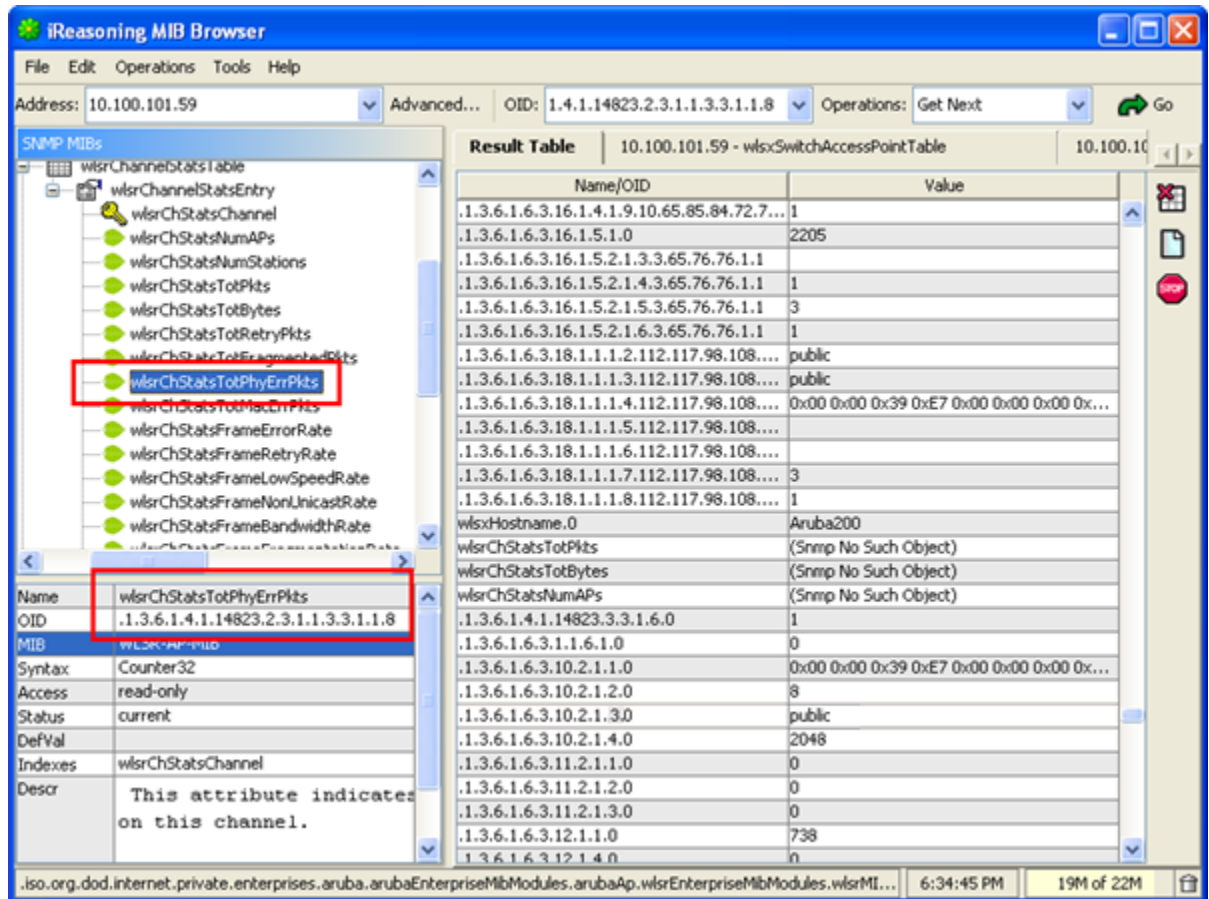 iReasoning MIB Browser
File Edit Operations Tools Help
Address: 10.100.101.59 Advanced... OID: 1.4.1.14823.2.3.1.1.3.3.1.1.8 Operations: Get Next Go
SNMP MIBs
wlsrChannelStatsTable
wlsrChannelStatsEntry
wlsrChStatsChannel
wlsrChStatsNumAPs
wlsrChStatsNumStations
wlsrChStatsTotPkts
wlsrChStatsTotBytes
wlsrChStatsTotRetryPkts
wlsrChStatsTotFragmentedPkts
wlsrChStatsTotPhyErrPkts
wlsrChStatsTotMacErrPkts
wlsrChStatsFrameErrorRate
wlsrChStatsFrameRetryRate
wlsrChStatsFrameLowSpeedRate
wlsrChStatsFrameNonUnicastRate
wlsrChStatsFrameBandwidthRate
wlsrChStatsFrameFragmentationRate
Name wlsrChStatsTotPhyErrPkts
OID .1.3.6.1.4.1.14823.2.3.1.1.3.3.1.1.8
MIB WLSR-AP-MIB
Syntax Counter32
Access read-only
Status current
DefVal
Indexes wlsrChStatsChannel
Descr This attribute indicates
on this channel.
Result Table 10.100.101.59 - wlsxSwitchAccessPointTable 10.100.10
Name/OID Value
.1.3.6.1.6.3.16.1.4.1.9.10.65.85.84.72.7... 1
.1.3.6.1.6.3.16.1.5.1.0 2205
.1.3.6.1.6.3.16.1.5.2.1.3.3.65.76.76.1.1
.1.3.6.1.6.3.16.1.5.2.1.4.3.65.76.76.1.1 1
.1.3.6.1.6.3.16.1.5.2.1.5.3.65.76.76.1.1 3
.1.3.6.1.6.3.16.1.5.2.1.6.3.65.76.76.1.1 1
.1.3.6.1.6.3.18.1.1.1.2.112.117.98.108.... public
.1.3.6.1.6.3.18.1.1.1.3.112.117.98.108.... public
.1.3.6.1.6.3.18.1.1.1.4.112.117.98.108.... 0x00 0x00 0x39 0xE7 0x00 0x00 0x00 0x...
.1.3.6.1.6.3.18.1.1.1.5.112.117.98.108....
.1.3.6.1.6.3.18.1.1.1.6.112.117.98.108....
.1.3.6.1.6.3.18.1.1.1.7.112.117.98.108.... 3
.1.3.6.1.6.3.18.1.1.1.8.112.117.98.108.... 1
wlsxHostname.0 Aruba200
wlsrChStatsTotPkts (Snmp No Such Object)
wlsrChStatsTotBytes (Snmp No Such Object)
wlsrChStatsNumAPs (Snmp No Such Object)
.1.3.6.1.4.1.14823.3.3.1.6.0 1
.1.3.6.1.6.3.1.1.6.1.0 0
.1.3.6.1.6.3.10.2.1.1.0 0x00 0x00 0x39 0xE7 0x00 0x00 0x00 0x...
.1.3.6.1.6.3.10.2.1.2.0 8
.1.3.6.1.6.3.10.2.1.3.0 public
.1.3.6.1.6.3.10.2.1.4.0 2048
.1.3.6.1.6.3.11.2.1.1.0 0
.1.3.6.1.6.3.11.2.1.2.0 0
.1.3.6.1.6.3.11.2.1.3.0 0
.1.3.6.1.6.3.12.1.1.0 738
.1.3.6.1.6.3.12.1.4.0 0
STOP
.iso.org.dod.internet.private.enterprises.aruba.arubaEnterpriseMibModules.arubaAp.wlsrEnterpriseMibModules.wlsrMI... 6:34:45 PM 19M of 22M